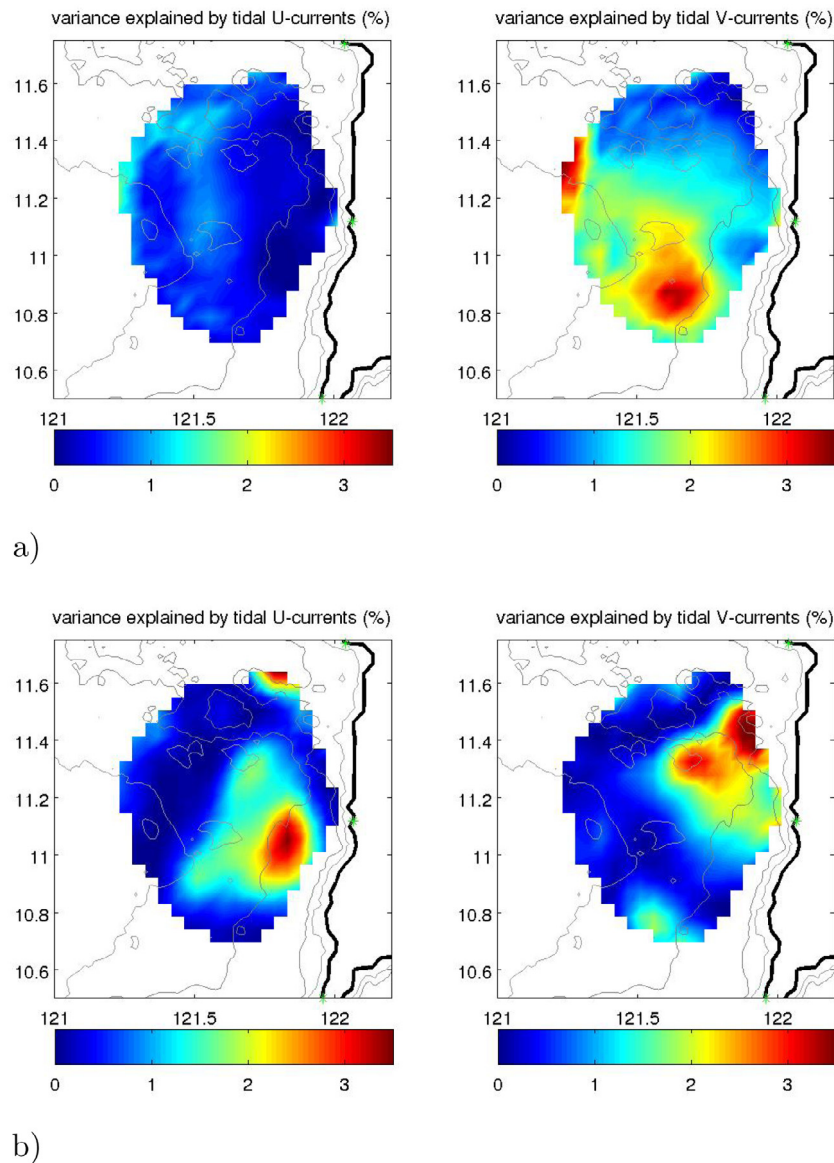 variance explained by tidal U-currents (%) variance explained by tidal V-currents (%)
11.6 11.6
11.4 11.4
11.2 11.2
11 11
10.8 10.8
10.6 10.6
121 121.5 122 121 121.5 122
0 1 2 3 0 1 2 3
a)
variance explained by tidal U-currents (%) variance explained by tidal V-currents (%)
11.6 11.6
11.4 11.4
11.2 11.2
11 11
10.8 10.8
10.6 10.6
121 121.5 122 121 121.5 122
0 1 2 3 0 1 2 3
b)